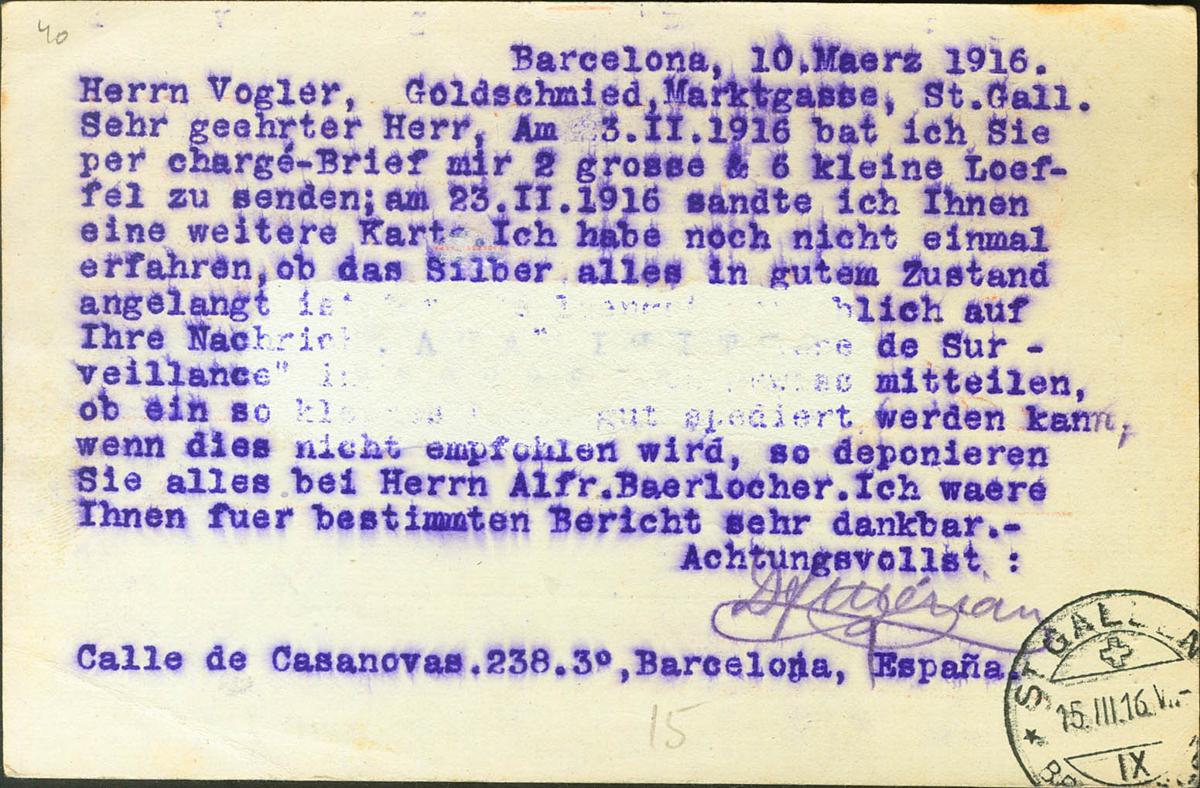 40
Barcelona, 10.Maerz 1916.
Herrn Vogler, Goldschmied,Marktgasse, St.Gall.
Sehr geehrter Herr, Am 3.II.1916 bat ich Sie
per chargé-Brief mir 2 grosse & 6 kleine Loef-
fel zu senden; am 23.II.1916 sandte ich Ihnen
eine weitere Karte.Ich habe noch nicht einmal
erfahren,ob das Silber alles in gutem Zustand
angelangt ist blich auf
Ihre Nachricht de Sur -
veillance" mitteilen,
ob ein so gut spediert werden kann,
wenn dies nicht empfohlen wird, so deponieren
Sie alles bei Herrn Alfr.Baerlocher.Ich waere
Ihnen fuer bestimmten Bericht sehr dankbar.-
Achtungsvollst :
Calle de Casanovas.238.3º,Barcelona, España.
15
ST GALLEN
15.III.16.V
IX